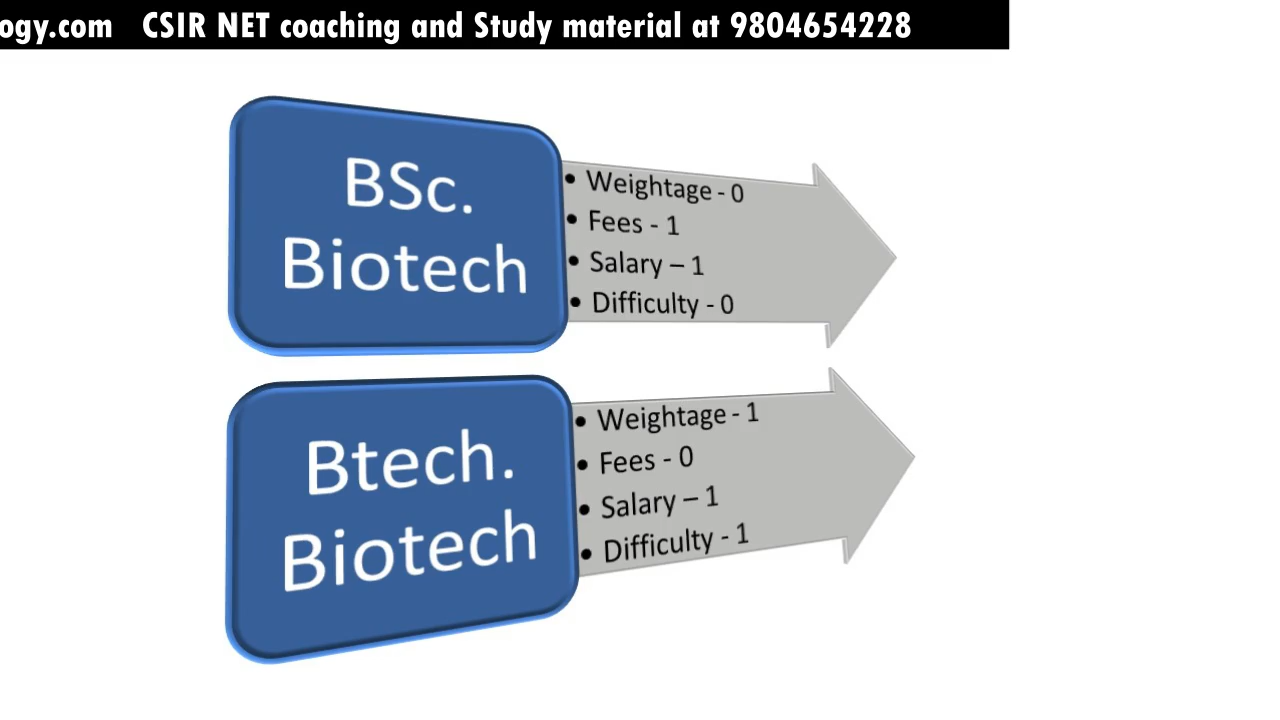 ogy.com CSIR NET coaching and Study material at 9804654228
BSc.
Biotech
• Weightage - 0
• Fees - 1
• Salary – 1
• Difficulty - 0
Btech.
Biotech
• Weightage - 1
• Fees - 0
• Salary – 1
• Difficulty - 1